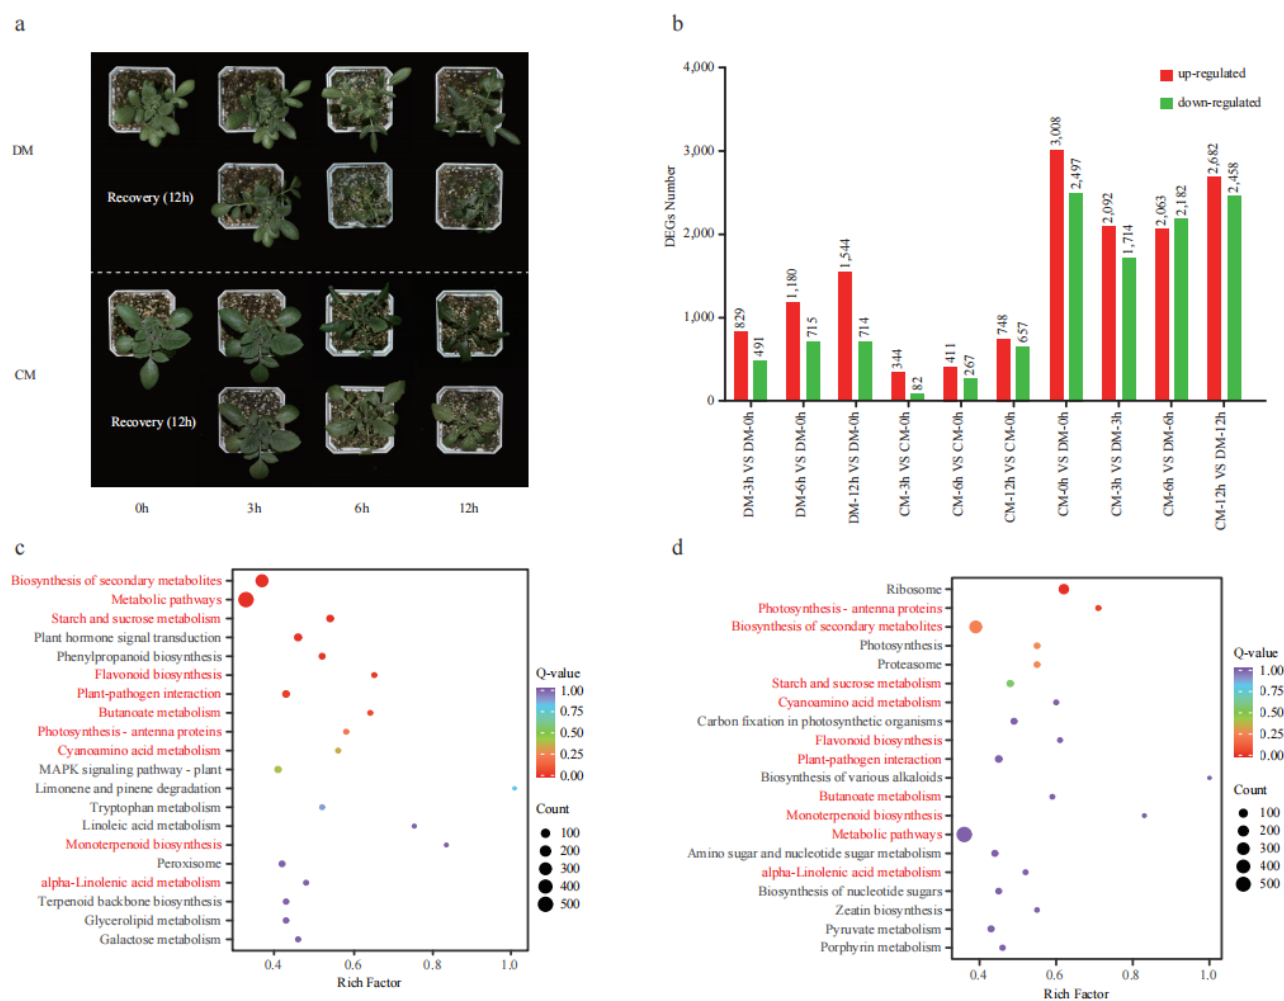 a
DM
Recovery (12h)
CM
Recovery (12h)
0h
3h
6h
12h
b
4,000
3,000
2,000
1,000
0
DEGs Number
up-regulated
down-regulated
829
491
1,180
715
1,544
714
344
82
411
267
748
657
3,008
2,497
2,092
1,714
2,063
2,182
2,682
2,458
DM-3h VS DM-0h
DM-6h VS DM-0h
DM-12h VS DM-0h
CM-3h VS CM-0h
CM-6h VS CM-0h
CM-12h VS CM-0h
CM-0h VS DM-0h
CM-3h VS DM-3h
CM-6h VS DM-6h
CM-12h VS DM-12h
c
Biosynthesis of secondary metabolites
Metabolic pathways
Starch and sucrose metabolism
Plant hormone signal transduction
Phenylpropanoid biosynthesis
Flavonoid biosynthesis
Plant-pathogen interaction
Butanoate metabolism
Photosynthesis - antenna proteins
Cyanoamino acid metabolism
MAPK signaling pathway - plant
Limonene and pinene degradation
Tryptophan metabolism
Linoleic acid metabolism
Monoterpenoid biosynthesis
Peroxisome
alpha-Linolenic acid metabolism
Terpenoid backbone biosynthesis
Glycerolipid metabolism
Galactose metabolism
0.4
0.6
0.8
1.0
Rich Factor
Q-value
1.00
0.75
0.50
0.25
0.00
Count
100
200
300
400
500
d
Ribosome
Photosynthesis - antenna proteins
Biosynthesis of secondary metabolites
Photosynthesis
Proteasome
Starch and sucrose metabolism
Cyanoamino acid metabolism
Carbon fixation in photosynthetic organisms
Flavonoid biosynthesis
Plant-pathogen interaction
Biosynthesis of various alkaloids
Butanoate metabolism
Monoterpenoid biosynthesis
Metabolic pathways
Amino sugar and nucleotide sugar metabolism
alpha-Linolenic acid metabolism
Biosynthesis of nucleotide sugars
Zeatin biosynthesis
Pyruvate metabolism
Porphyrin metabolism
0.4
0.6
0.8
1.0
Rich Factor
Q-value
1.00
0.75
0.50
0.25
0.00
Count
100
200
300
400
500